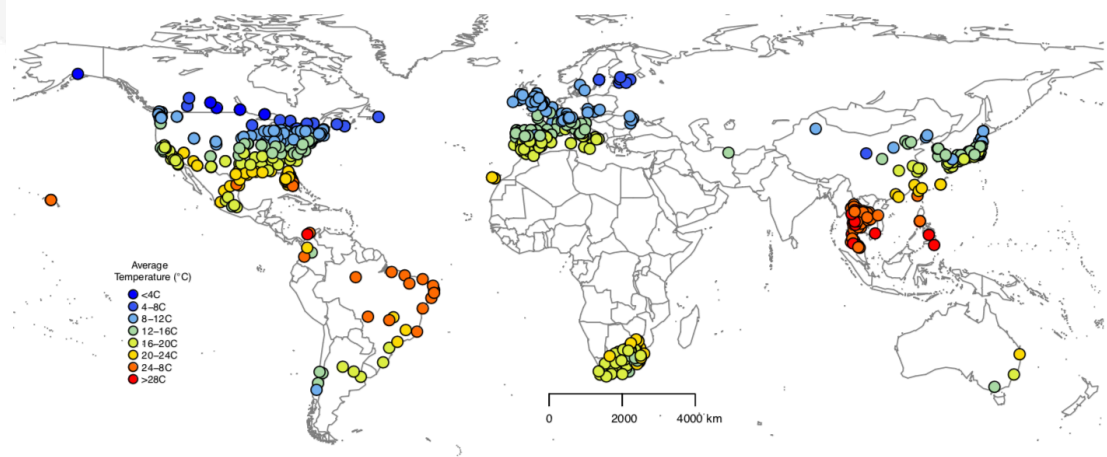 Average
Temperature (°C)
<4C
4–8C
8–12C
12–16C
16–20C
20–24C
24–8C
>28C
0 2000 4000 km